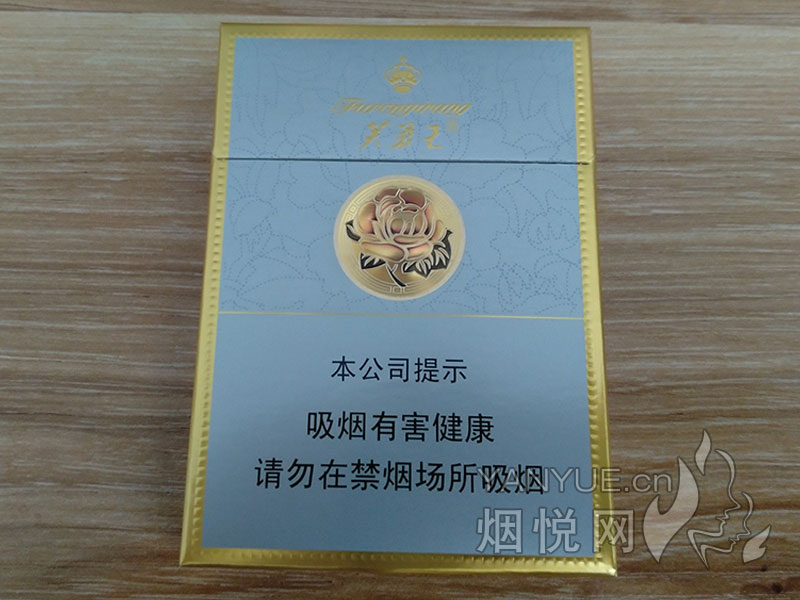 Furongwang
芙蓉王
本公司提示
吸烟有害健康
请勿在禁烟场所吸烟
YANYUE.cn
烟悦网